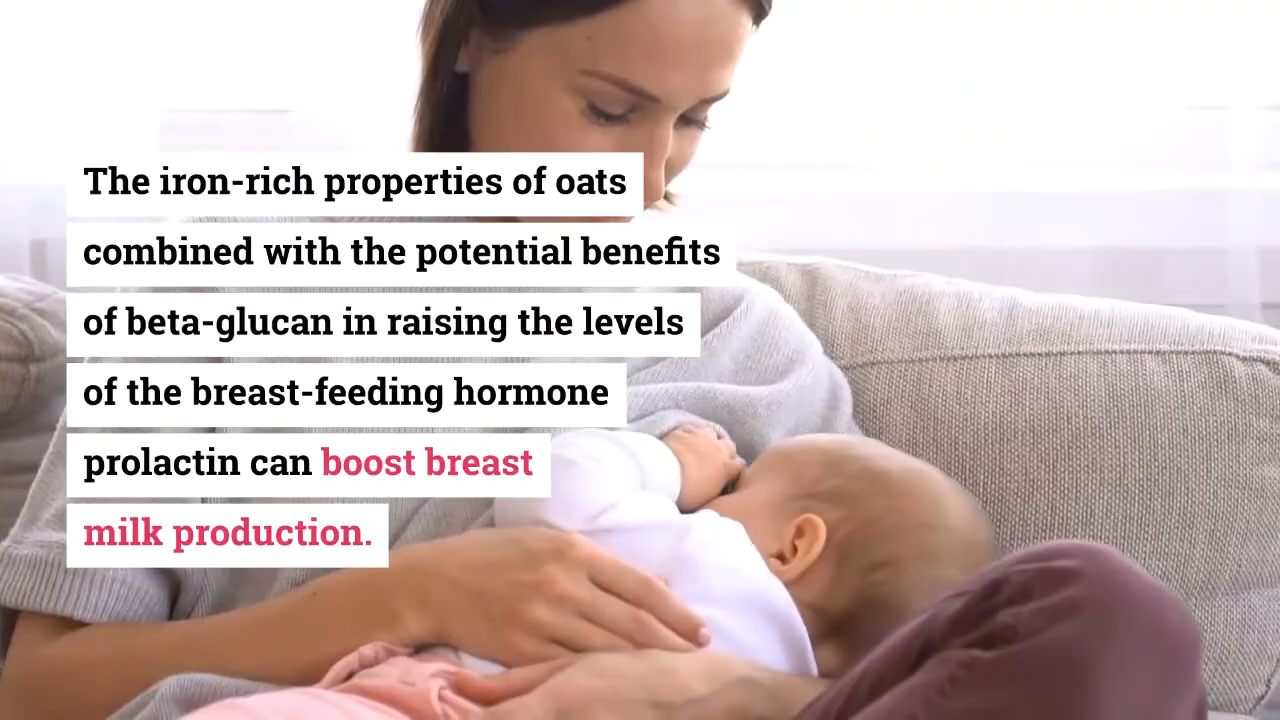 The iron-rich properties of oats
combined with the potential benefits
of beta-glucan in raising the levels
of the breast-feeding hormone
prolactin can boost breast
milk production.